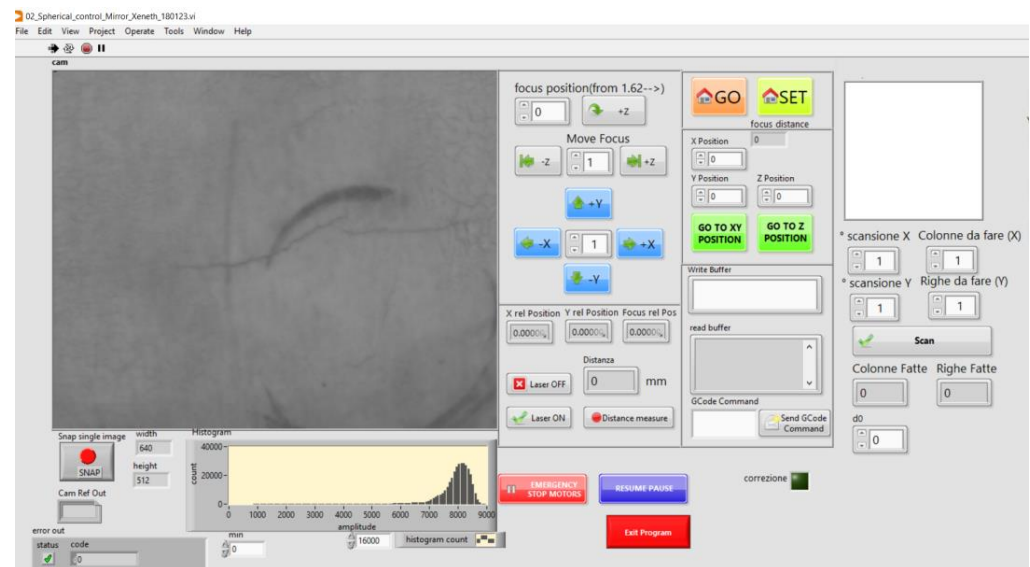 02_Spherical_control_Mirror_Xeneth_180123.vi
File Edit View Project Operate Tools Window Help
cam
focus position(from 1.62-->)
0
+Z
Move Focus
-Z
1
+Z
+Y
-X
1
+X
-Y
X rel Position Y rel Position Focus rel Pos
0.0000 0.0000 0.0000
Distanza
Laser OFF
0
mm
Laser ON
Distance measure
GO
SET
focus distance
0
X Position
0
Y Position Z Position
0 0
GO TO XY
POSITION
GO TO Z
POSITION
Write Buffer
read buffer
GCode Command
Send GCode
Command
° scansione X Colonne da fare (X)
1 1
° scansione Y Righe da fare (Y)
1 1
Scan
Colonne Fatte Righe Fatte
0 0
d0
0
Snap single image
SNAP
width
640
height
512
Cam Ref Out
error out
status code
0
Histogram
40000
20000
0
count
0 1000 2000 3000 4000 5000 6000 7000 8000 9000
amplitude
min
0
16000
histogram count
EMERGENCY
STOP MOTORS
RESUME PAUSE
correzione
Exit Program